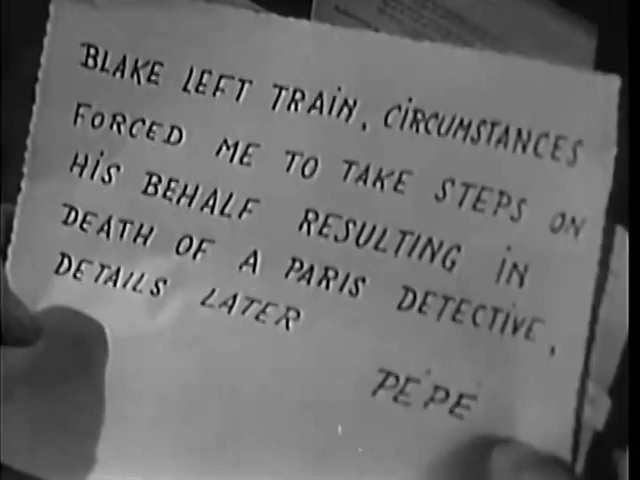 BLAKE LEFT TRAIN, CIRCUMSTANCES
FORCED ME TO TAKE STEPS ON
HIS BEHALF RESULTING IN
DEATH OF A PARIS DETECTIVE,
DETAILS LATER
PÉPÉ